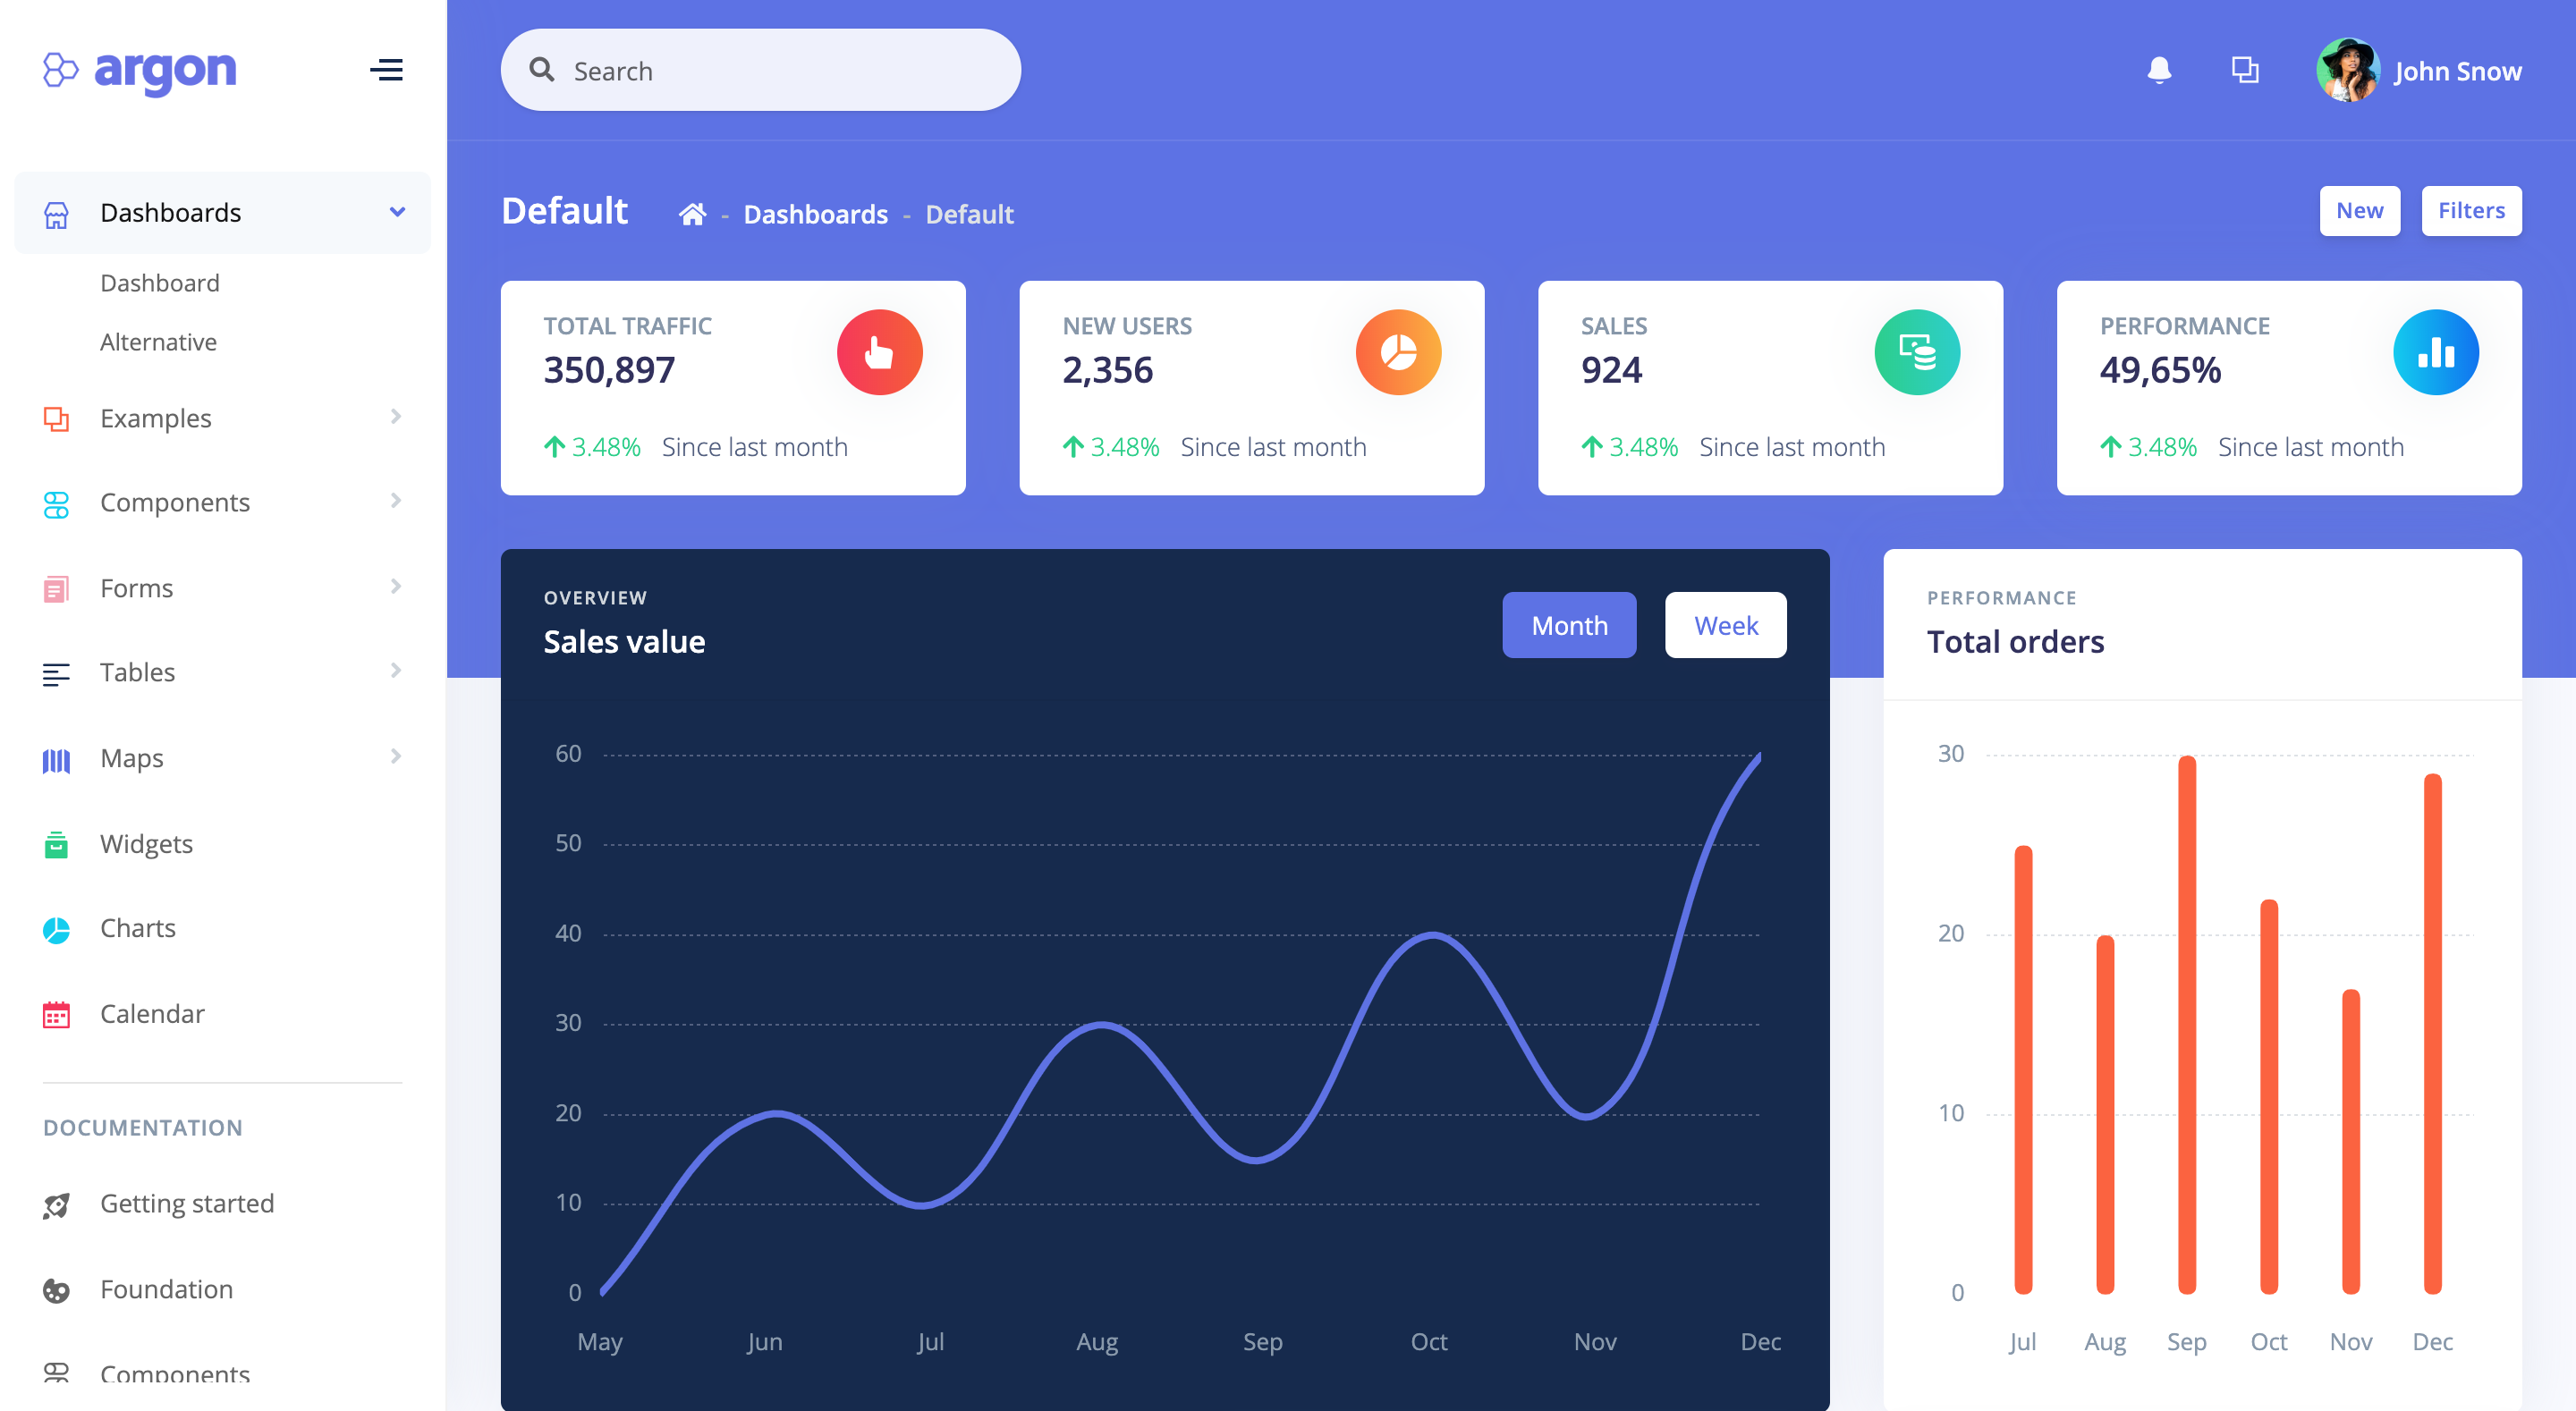 argon
Dashboards
Dashboard
Alternative
Examples
Components
Forms
Tables
Maps
Widgets
Charts
Calendar
DOCUMENTATION
Getting started
Foundation
Components
Search
John Snow
Default
- Dashboards - Default
New
Filters
TOTAL TRAFFIC
350,897
3.48% Since last month
NEW USERS
2,356
3.48% Since last month
SALES
924
3.48% Since last month
PERFORMANCE
49,65%
3.48% Since last month
OVERVIEW
Sales value
Month
Week
60
50
40
30
20
10
0
May Jun Jul Aug Sep Oct Nov Dec
PERFORMANCE
Total orders
30
20
10
0
Jul Aug Sep Oct Nov Dec